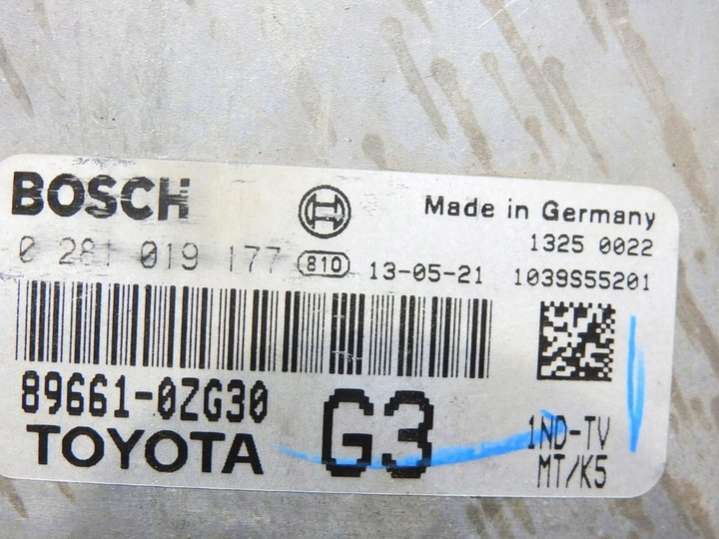 BOSCH
Made in Germany
1325 0022
0 281 019 177
810
13-05-21
1039S55201
89661-0ZG30
G3
1ND-TV
TOYOTA
MT/K5